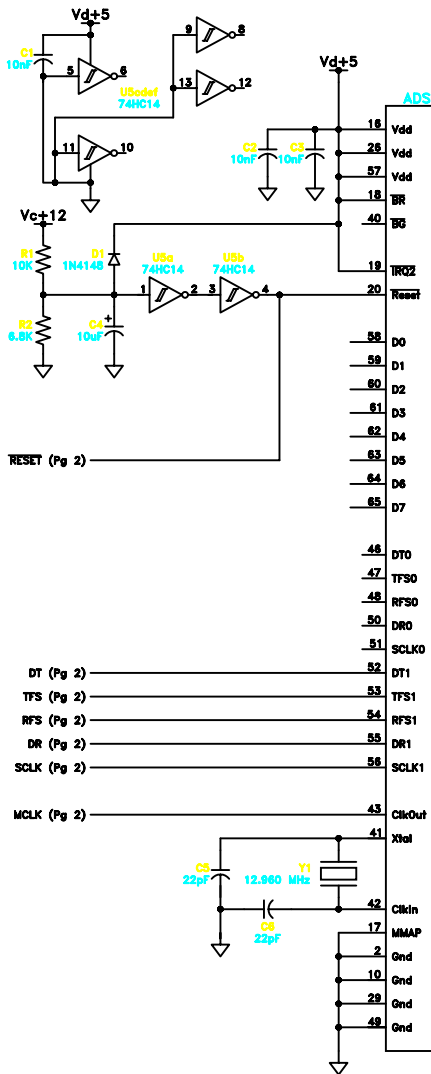 Vd+5
C1
10nF
5
6
9
8
13
12
U5cdef
74HC14
11
10
Vd+5
ADS
16 Vdd
C2
10nF
C3
10nF
26 Vdd
57 Vdd
18 BR
40 BG
Vc+12
R1
10K
D1
1N4148
U5a
74HC14
U5b
74HC14
19 IRQ2
1
2
3
4
20 Reset
R2
6.8K
+
C4
10uF
58 D0
59 D1
60 D2
61 D3
62 D4
RESET (Pg 2)
63 D5
64 D6
65 D7
46 DT0
47 TFS0
48 RFS0
50 DR0
51 SCLK0
DT (Pg 2) 52 DT1
TFS (Pg 2) 53 TFS1
RFS (Pg 2) 54 RFS1
DR (Pg 2) 55 DR1
SCLK (Pg 2) 56 SCLK1
MCLK (Pg 2) 43 ClkOut
41 Xtal
C5
22pF
Y1
12.960 MHz
42 Clkin
C6
22pF
17 MMAP
2 Gnd
10 Gnd
29 Gnd
49 Gnd